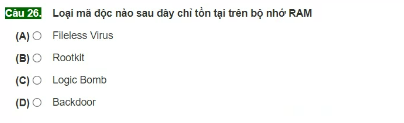 Câu 26. Loại mã độc nào sau đây chỉ tồn tại trên bộ nhớ RAM
(A) Fileless Virus
(B) Rootkit
(C) Logic Bomb
(D) Backdoor